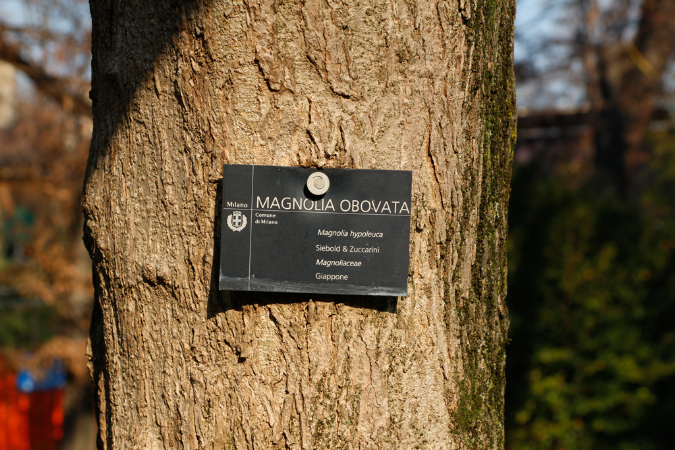 Milano
MAGNOLIA OBOVATA
Comune
di Milano
Magnolia hypoleuca
Siebold & Zuccarini
Magnoliaceae
Giappone